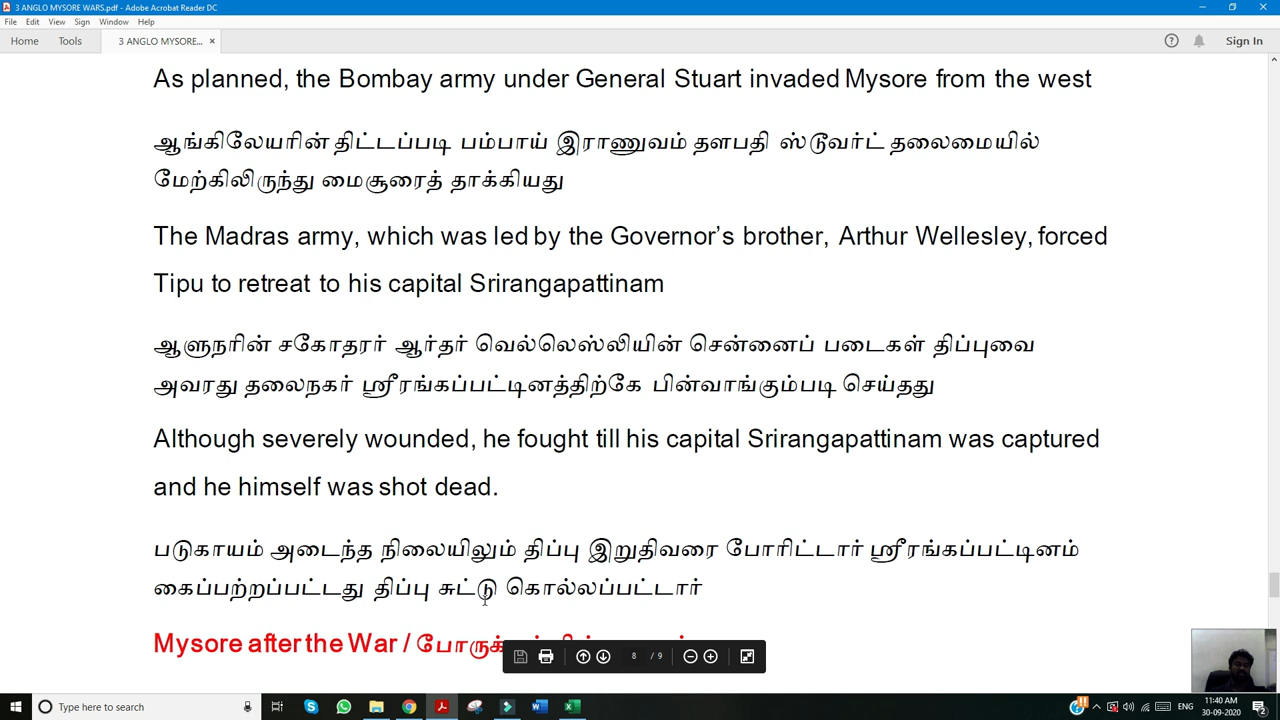 3 ANGLO MYSORE WARS.pdf - Adobe Acrobat Reader DC
File Edit View Sign Window Help
Home Tools 3 ANGLO MYSORE... × Sign In
As planned, the Bombay army under General Stuart invaded Mysore from the west
ஆங்கிலேயரின் திட்டப்படி பம்பாய் இராணுவம் தளபதி ஸ்டூவர்ட் தலைமையில்
மேற்கிலிருந்து மைசூரைத் தாக்கியது
The Madras army, which was led by the Governor’s brother, Arthur Wellesley, forced
Tipu to retreat to his capital Srirangapattinam
ஆளுநரின் சகோதரர் ஆர்தர் வெல்லெஸ்லியின் சென்னைப் படைகள் திப்புவை
அவரது தலைநகர் ஸ்ரீரங்கப்பட்டினத்திற்கே பின்வாங்கும்படி செய்தது
Although severely wounded, he fought till his capital Srirangapattinam was captured
and he himself was shot dead.
படுகாயம் அடைந்த நிலையிலும் திப்பு இறுதிவரை போரிட்டார் ஸ்ரீரங்கப்பட்டினம்
கைப்பற்றப்பட்டது திப்பு சுட்டு கொல்லப்பட்டார்
Mysore after the War /
8 / 9
Type here to search
ENG
11:40 AM
30-09-2020